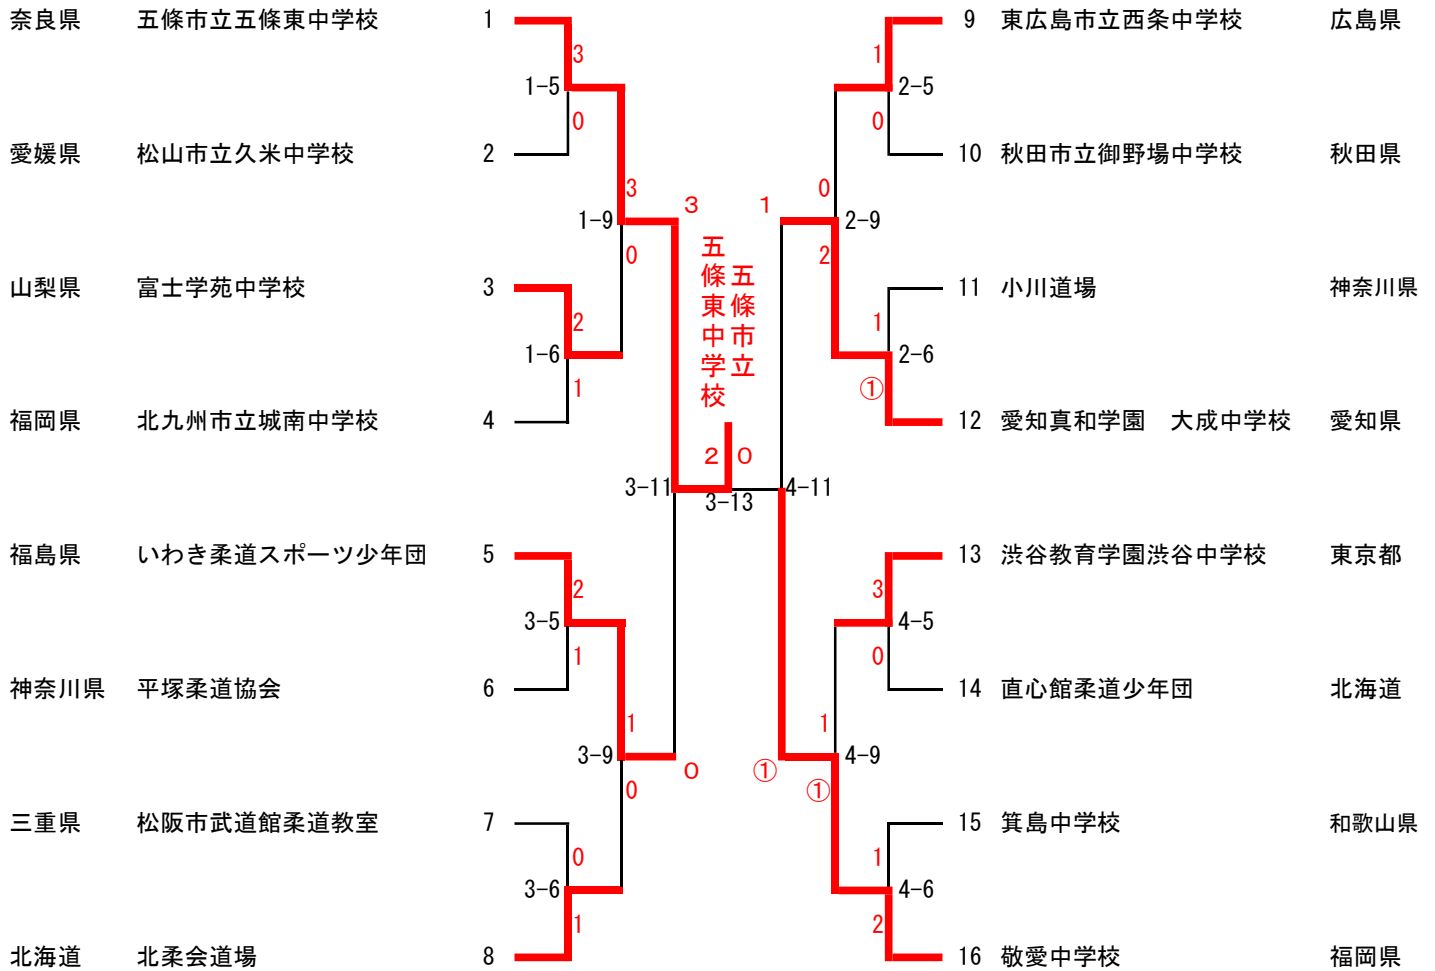 奈良県 五條市立五條東中学校 1
3
1-5
0
愛媛県 松山市立久米中学校 2
3
1-9
0
山梨県 富士学苑中学校 3
2
1-6
1
福岡県 北九州市立城南中学校 4
3
3-11
0
福島県 いわき柔道スポーツ少年団 5
2
3-5
1
神奈川県 平塚柔道協会 6
1
3-9
0
三重県 松阪市武道館柔道教室 7
0
3-6
1
北海道 北柔会道場 8
五條市立
五條東中学校
2 0
3-13
9 東広島市立西条中学校 広島県
1
2-5
0
10 秋田市立御野場中学校 秋田県
0
2-9
2
11 小川道場 神奈川県
1
2-6
①
12 愛知真和学園 大成中学校 愛知県
1
4-11
①
13 渋谷教育学園渋谷中学校 東京都
3
4-5
0
14 直心館柔道少年団 北海道
1
4-9
①
15 箕島中学校 和歌山県
1
4-6
2
16 敬愛中学校 福岡県